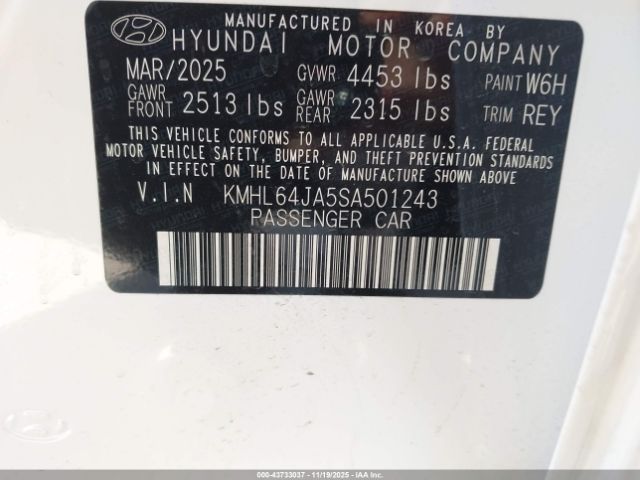 MANUFACTURED IN KOREA BY
HYUNDAI MOTOR COMPANY
MAR/2025 GVWR 4453 lbs PAINT W6H
GAWR FRONT 2513 lbs GAWR REAR 2315 lbs TRIM REY
THIS VEHICLE CONFORMS TO ALL APPLICABLE U.S.A. FEDERAL
MOTOR VEHICLE SAFETY, BUMPER, AND THEFT PREVENTION STANDARDS
IN EFFECT ON THE DATE OF MANUFACTURE SHOWN ABOVE.
V.I.N KMHL64JA5SA501243
PASSENGER CAR
000-43733037 - 11/19/2025 - IAAI.COM